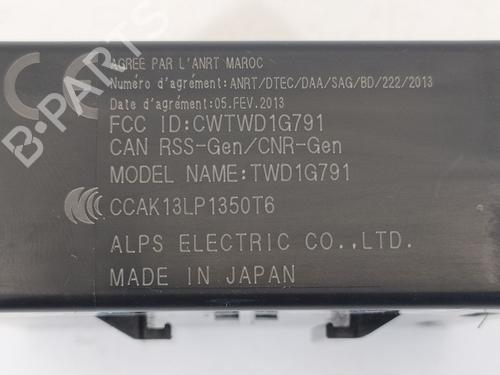 B-PARTS
AGREE PAR L'ANRT MAROC
Numéro d'agrément:ANRT/DTEC/DAA/SAG/BD/222/2013
Date d'agrément:05.FEV.2013
FCC ID:CWTWD1G791
CAN RSS-Gen/CNR-Gen
MODEL NAME:TWD1G791
CCAK13LP1350T6
ALPS ELECTRIC CO.,LTD.
MADE IN JAPAN